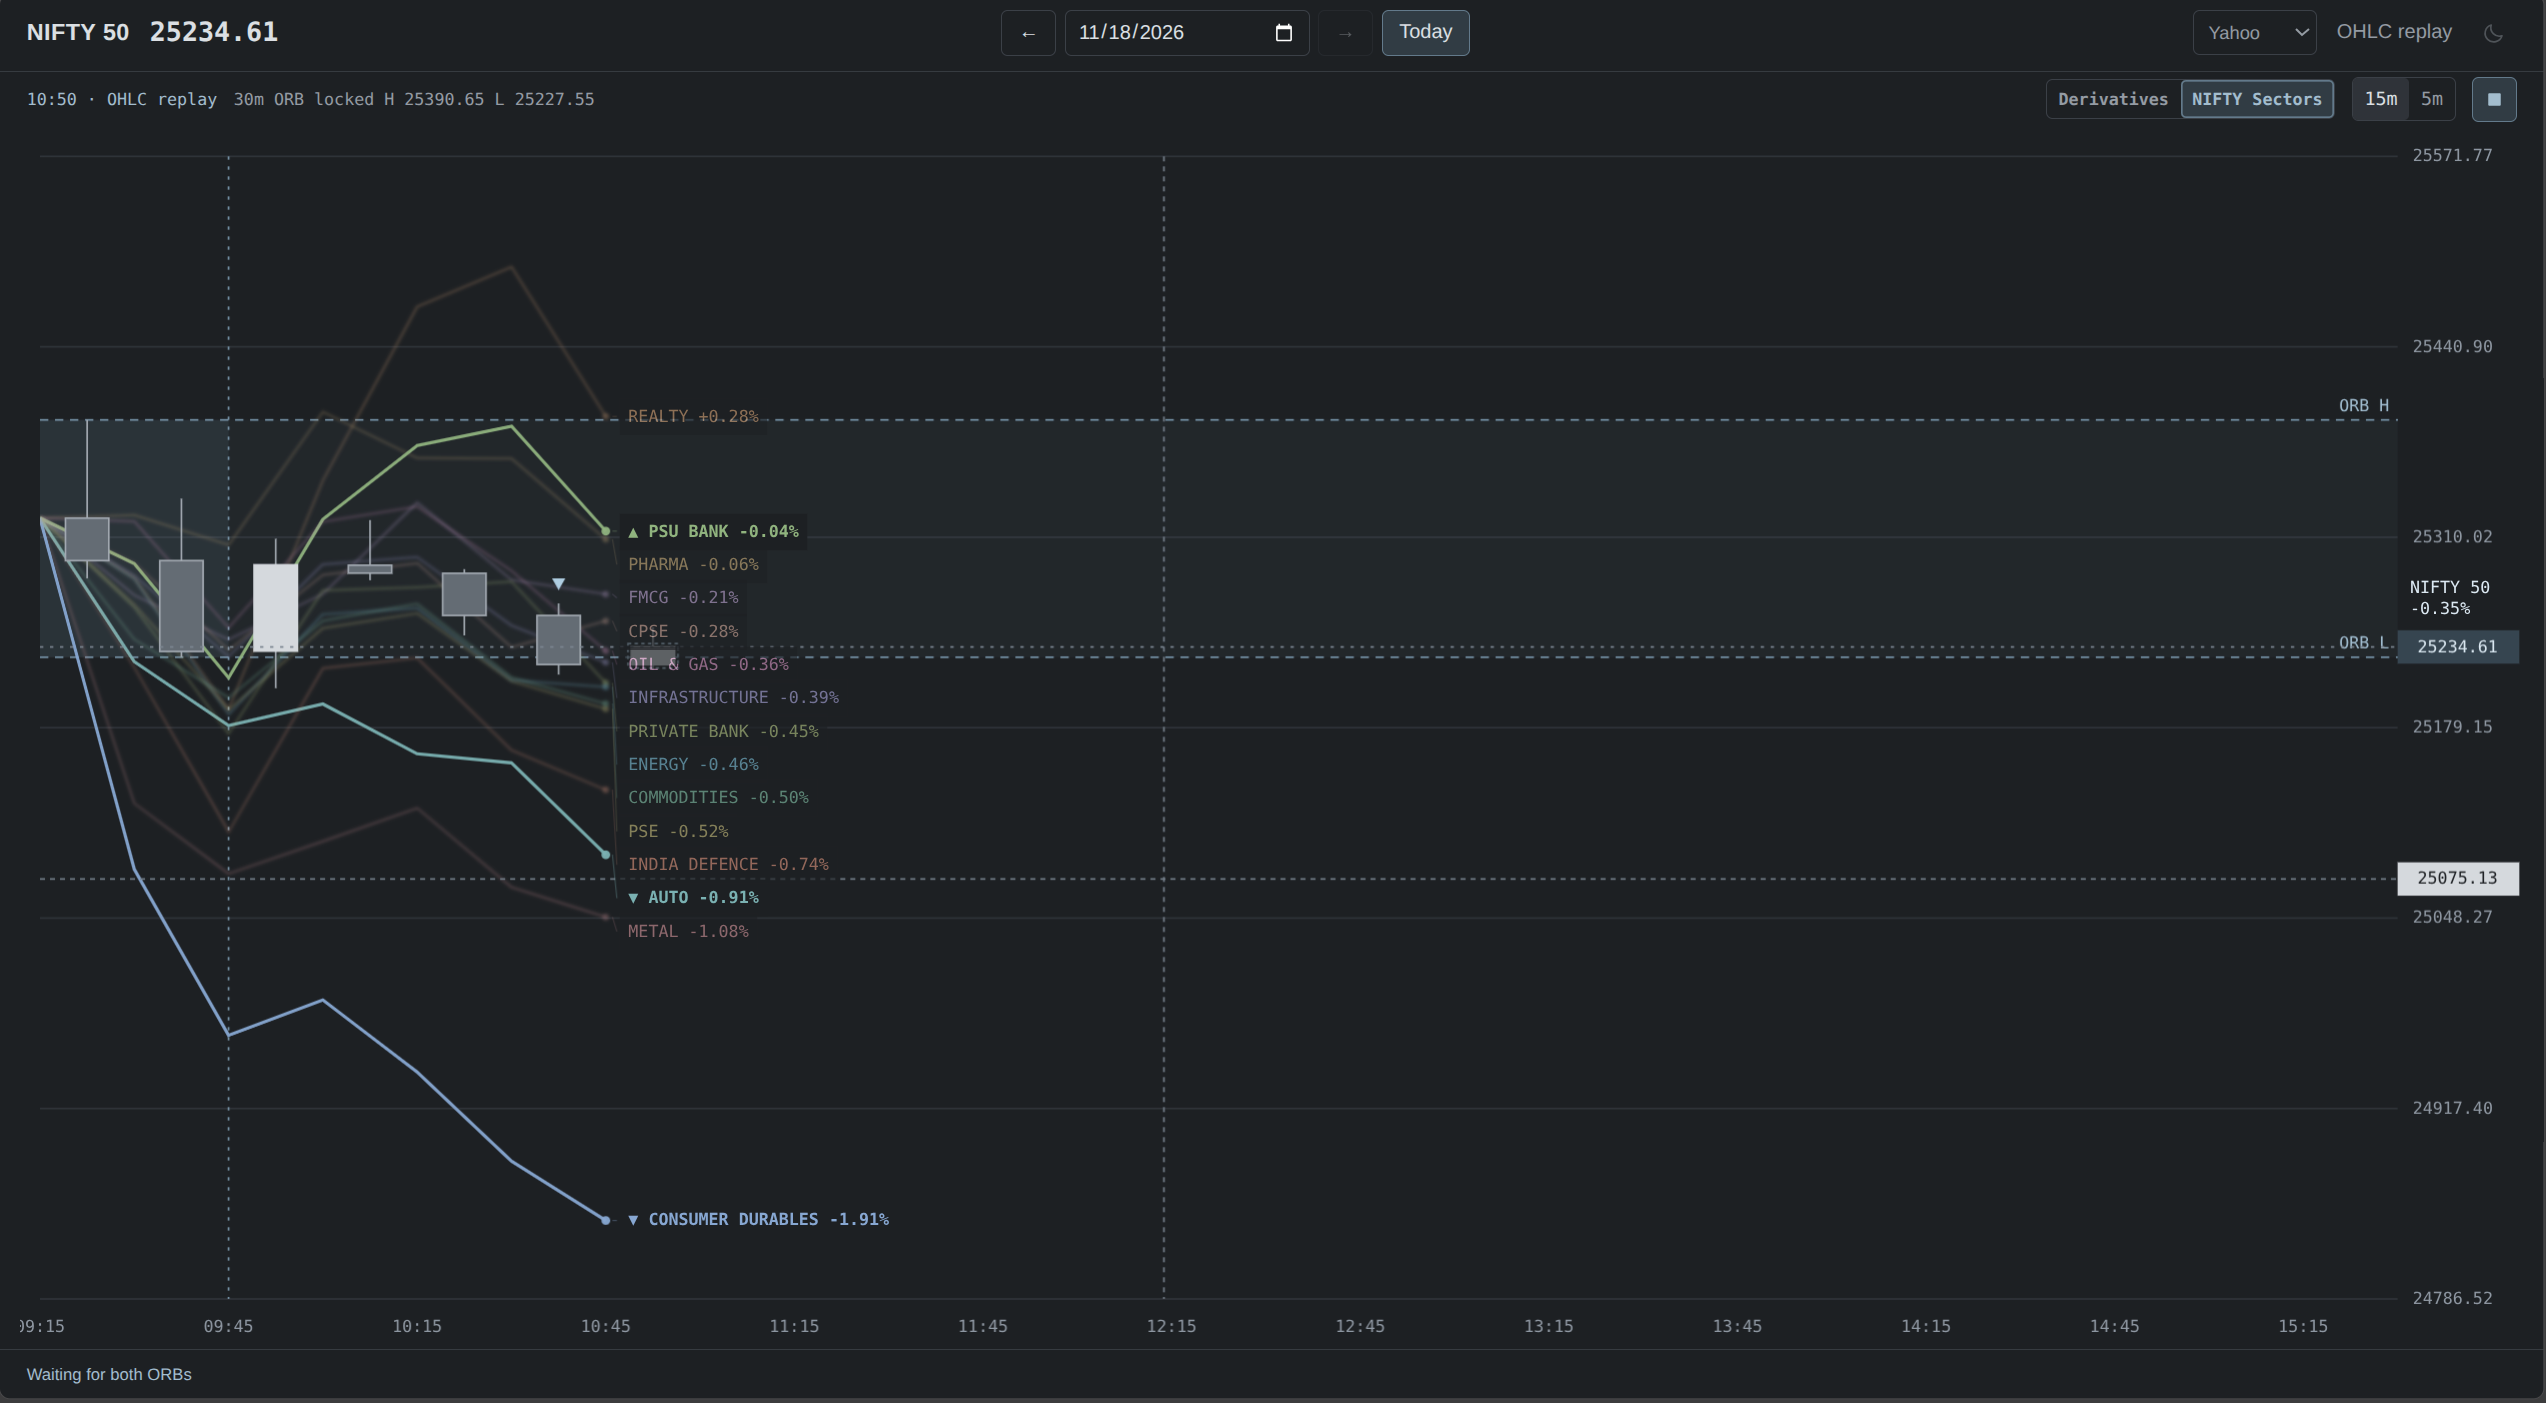 NIFTY 50 25234.61
← 11/18/2026 → Today
Yahoo OHLC replay
10:50 · OHLC replay 30m ORB locked H 25390.65 L 25227.55
Derivatives NIFTY Sectors 15m 5m
25571.77
25440.90
ORB H
REALTY +0.28%
▲ PSU BANK -0.04%
25310.02
PHARMA -0.06%
NIFTY 50
-0.35%
FMCG -0.21%
CPSE -0.28%
ORB L 25234.61
OIL & GAS -0.36%
INFRASTRUCTURE -0.39%
25179.15
PRIVATE BANK -0.45%
ENERGY -0.46%
COMMODITIES -0.50%
PSE -0.52%
INDIA DEFENCE -0.74%
25075.13
▼ AUTO -0.91%
25048.27
METAL -1.08%
24917.40
▼ CONSUMER DURABLES -1.91%
24786.52
09:15 09:45 10:15 10:45 11:15 11:45 12:15 12:45 13:15 13:45 14:15 14:45 15:15
Waiting for both ORBs